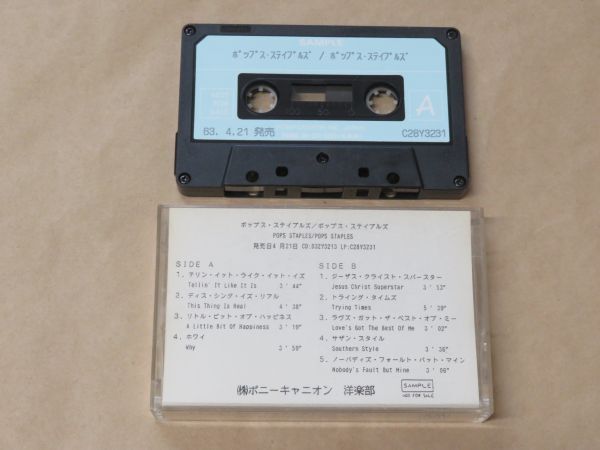 SAMPLE
ポップス・ステイプルズ / ポップス・ステイプルズ
A
100 50 0
63. 4.21 発売
C28Y3231
ポップス・ステイプルズ/ポップス・ステイプルズ
POPS STAPLES/POPS STAPLES
発売日4月21日 CD:D32Y3213 LP:C28Y3231
SIDE A
1. テリン・イット・ライク・イット・イズ
Tellin' It Like It Is 3'44"
2. ディス・シング・イズ・リアル
This Thing Is Real 4'38"
3. リトル・ビット・オブ・ハッピネス
A Little Bit Of Happiness 3'19"
4. ホワイ
Why 3'59"
SIDE B
1. ジーザス・クライスト・スパースター
Jesus Christ Superstar 3'53"
2. トライング・タイムズ
Trying Times 5'39"
3. ラヴズ・ガット・ザ・ベスト・オブ・ミー
Love's Got The Best Of Me 3'02"
4. サザン・スタイル
Southern Style 3'36"
5. ノーバディズ・フォールト・バット・マイン
Nobody's Fault But Mine 3'06"
㈱ポニーキャニオン 洋楽部
SAMPLE
NOT FOR SALE